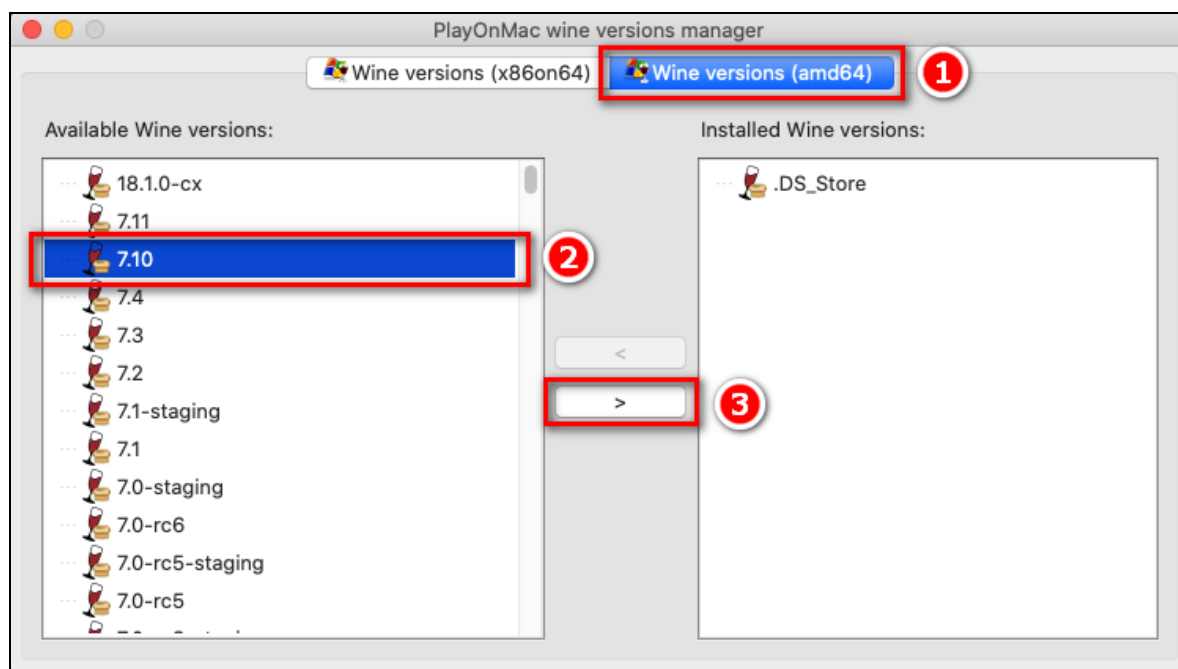 PlayOnMac wine versions manager
Wine versions (x86on64) Wine versions (amd64) 1
Available Wine versions: Installed Wine versions:
18.1.0-cx .DS_Store
7.11
7.10 2
7.4
7.3
7.2 <
7.1-staging > 3
7.1
7.0-staging
7.0-rc6
7.0-rc5-staging
7.0-rc5